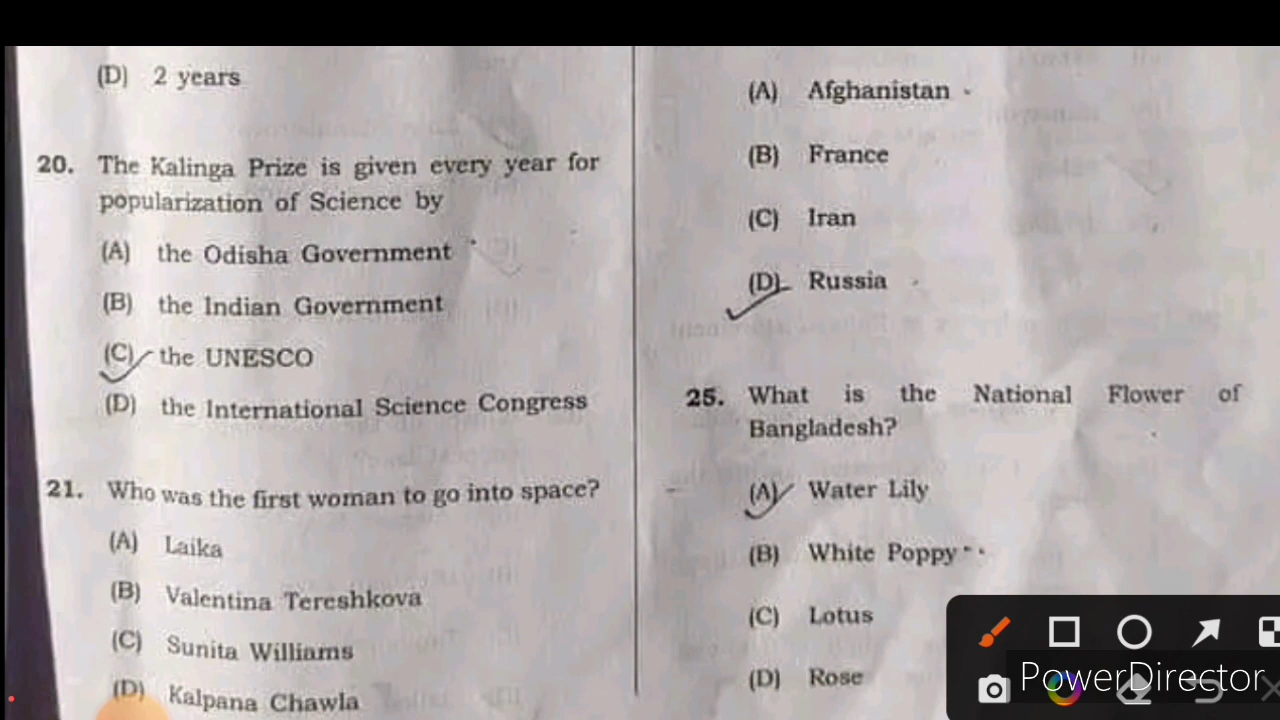 (D) 2 years
20. The Kalinga Prize is given every year for
popularization of Science by
(A) the Odisha Government
(B) the Indian Government
(C) the UNESCO
(D) the International Science Congress
21. Who was the first woman to go into space?
(A) Laika
(B) Valentina Tereshkova
(C) Sunita Williams
(D) Kalpana Chawla
(A) Afghanistan
(B) France
(C) Iran
(D) Russia
25. What is the National Flower of
Bangladesh?
(A) Water Lily
(B) White Poppy
(C) Lotus
(D) Rose
PowerDirector